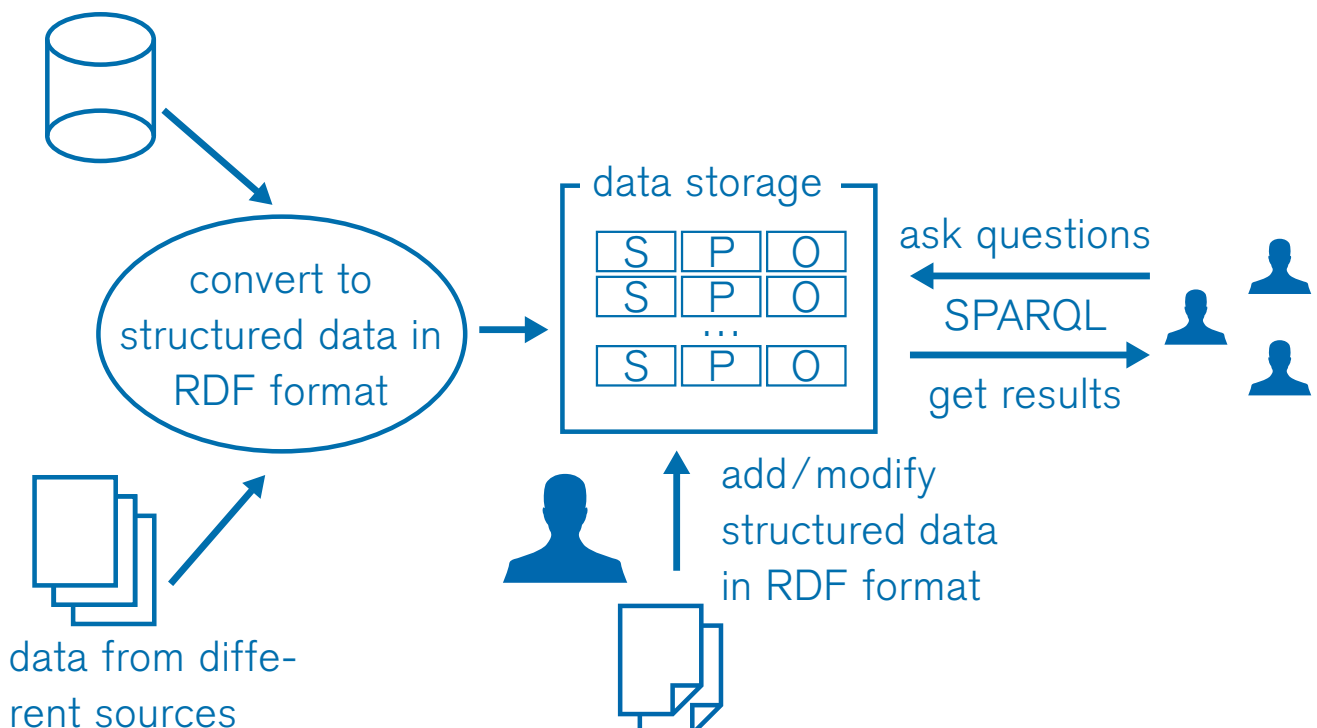 data storage
S P O
S P O
...
S P O
convert to
structured data in
RDF format
ask questions
SPARQL
get results
add/modify
structured data
in RDF format
data from diffe-
rent sources